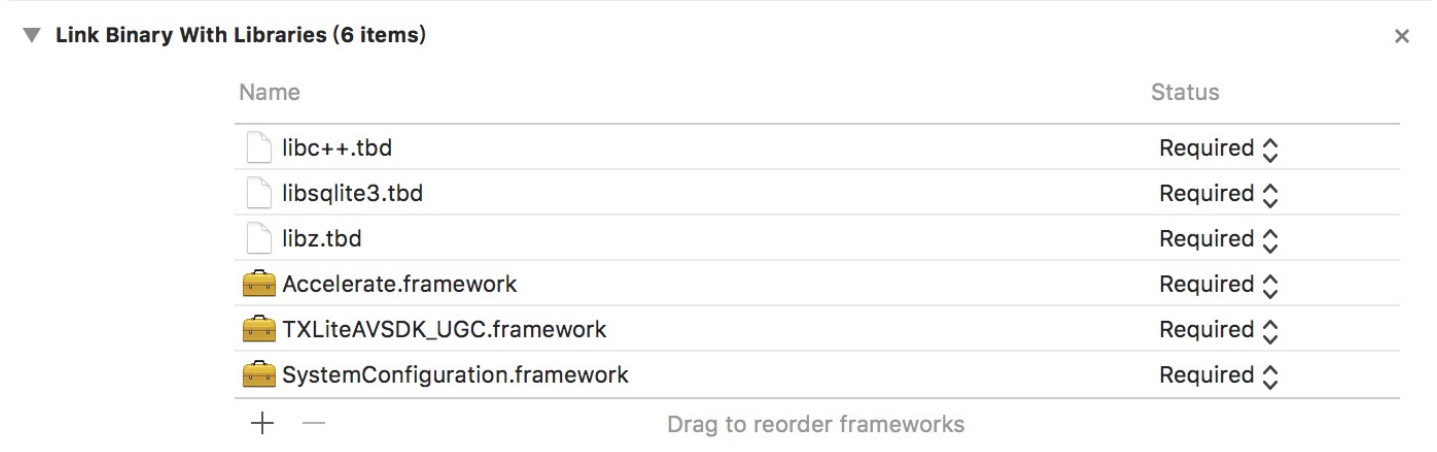 Link Binary With Libraries (6 items)
Name Status
libc++.tbd Required
libsqlite3.tbd Required
libz.tbd Required
Accelerate.framework Required
TXLiteAVSDK_UGC.framework Required
SystemConfiguration.framework Required
Drag to reorder frameworks